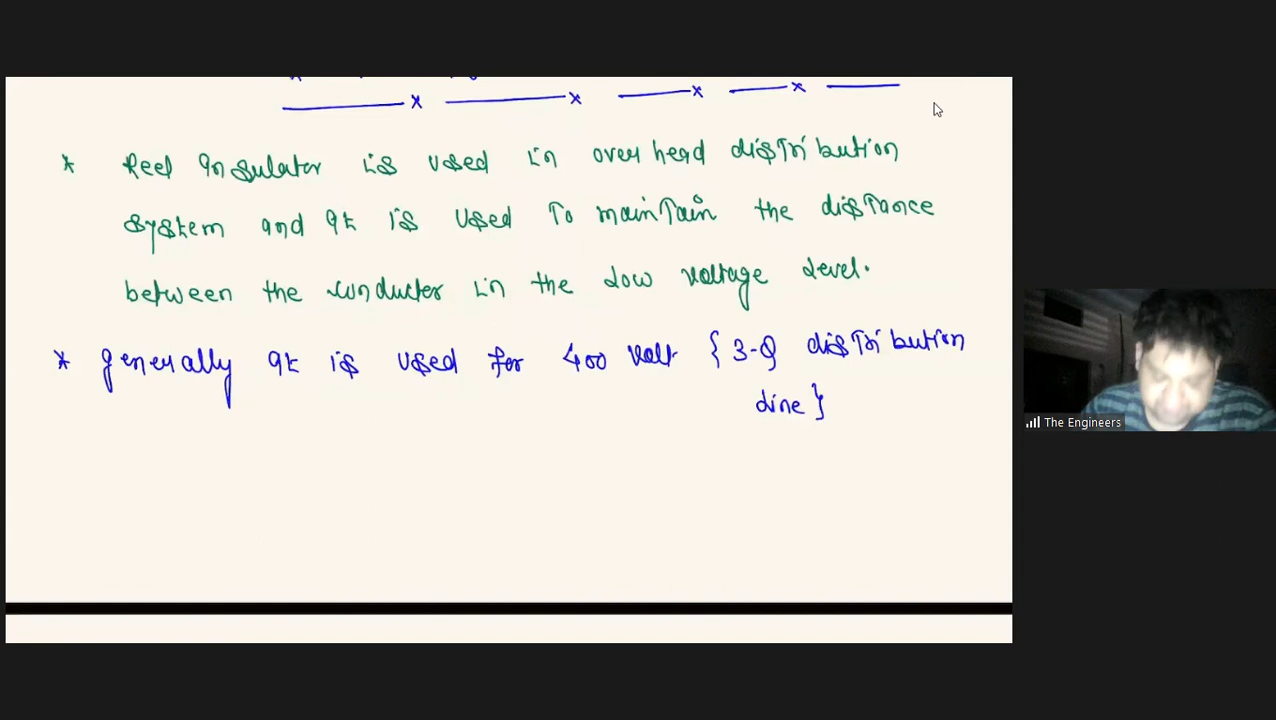 * Reel Insulator is used in over head distribution
system and It is used To maintain the distance
between the conductor in the Low voltage Level.
* generally It is used for 400 volt { 3-φ distribution
Line }
The Engineers